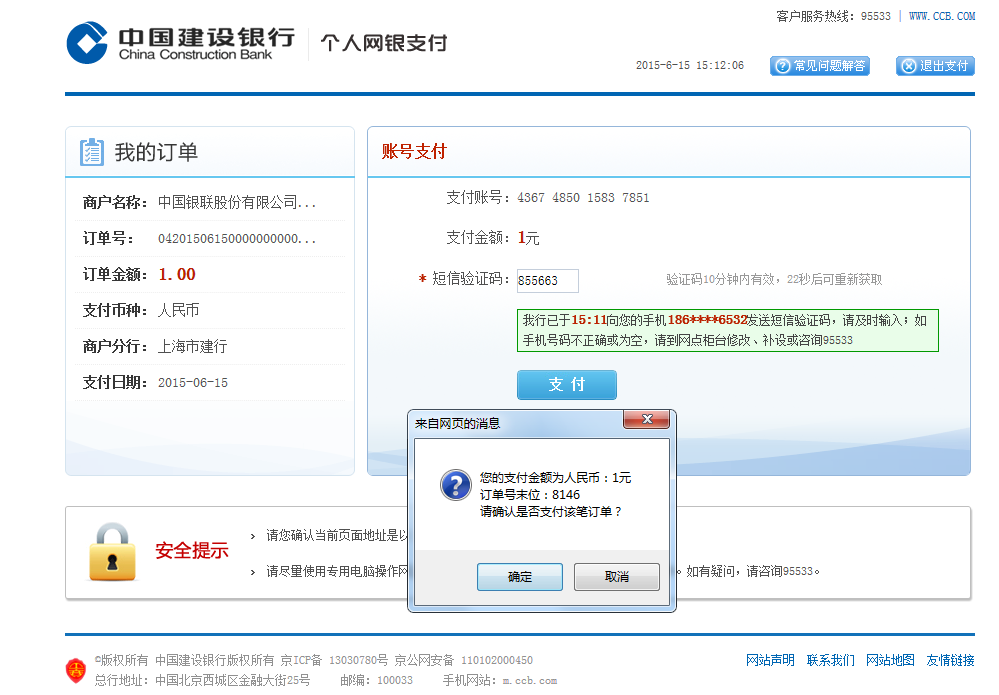 客户服务热线：95533 | WWW.CCB.COM
中国建设银行
China Construction Bank
个人网银支付
2015-6-15 15:12:06
常见问题解答
退出支付
我的订单
商户名称：中国银联股份有限公司...
订单号：04201506150000000000...
订单金额：1.00
支付币种：人民币
商户分行：上海市建行
支付日期：2015-06-15
账号支付
支付账号：4367 4850 1583 7851
支付金额：1元
* 短信验证码：855663 验证码10分钟内有效，22秒后可重新获取
我行已于15:11向您的手机186****6532发送短信验证码，请及时输入；如
手机号码不正确或为空，请到网点柜台修改、补设或咨询95533
支 付
来自网页的消息
您的支付金额为人民币：1元
订单号末位：8146
请确认是否支付该笔订单？
确定
取消
安全提示
› 请您确认当前页面地址是以
› 请尽量使用专用电脑操作网
。如有疑问，请咨询95533。
©版权所有 中国建设银行版权所有 京ICP备 13030780号 京公网安备 110102000450
总行地址：中国北京西城区金融大街25号 邮编：100033 手机网站：m.ccb.com
网站声明 联系我们 网站地图 友情链接